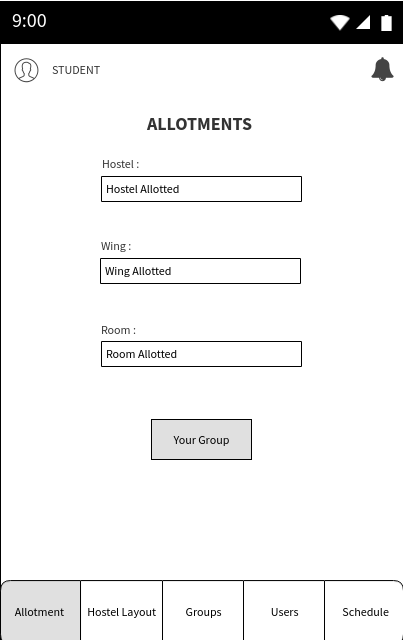 9:00
STUDENT
ALLOTMENTS
Hostel :
Hostel Allotted
Wing :
Wing Allotted
Room :
Room Allotted
Your Group
Allotment Hostel Layout Groups Users Schedule